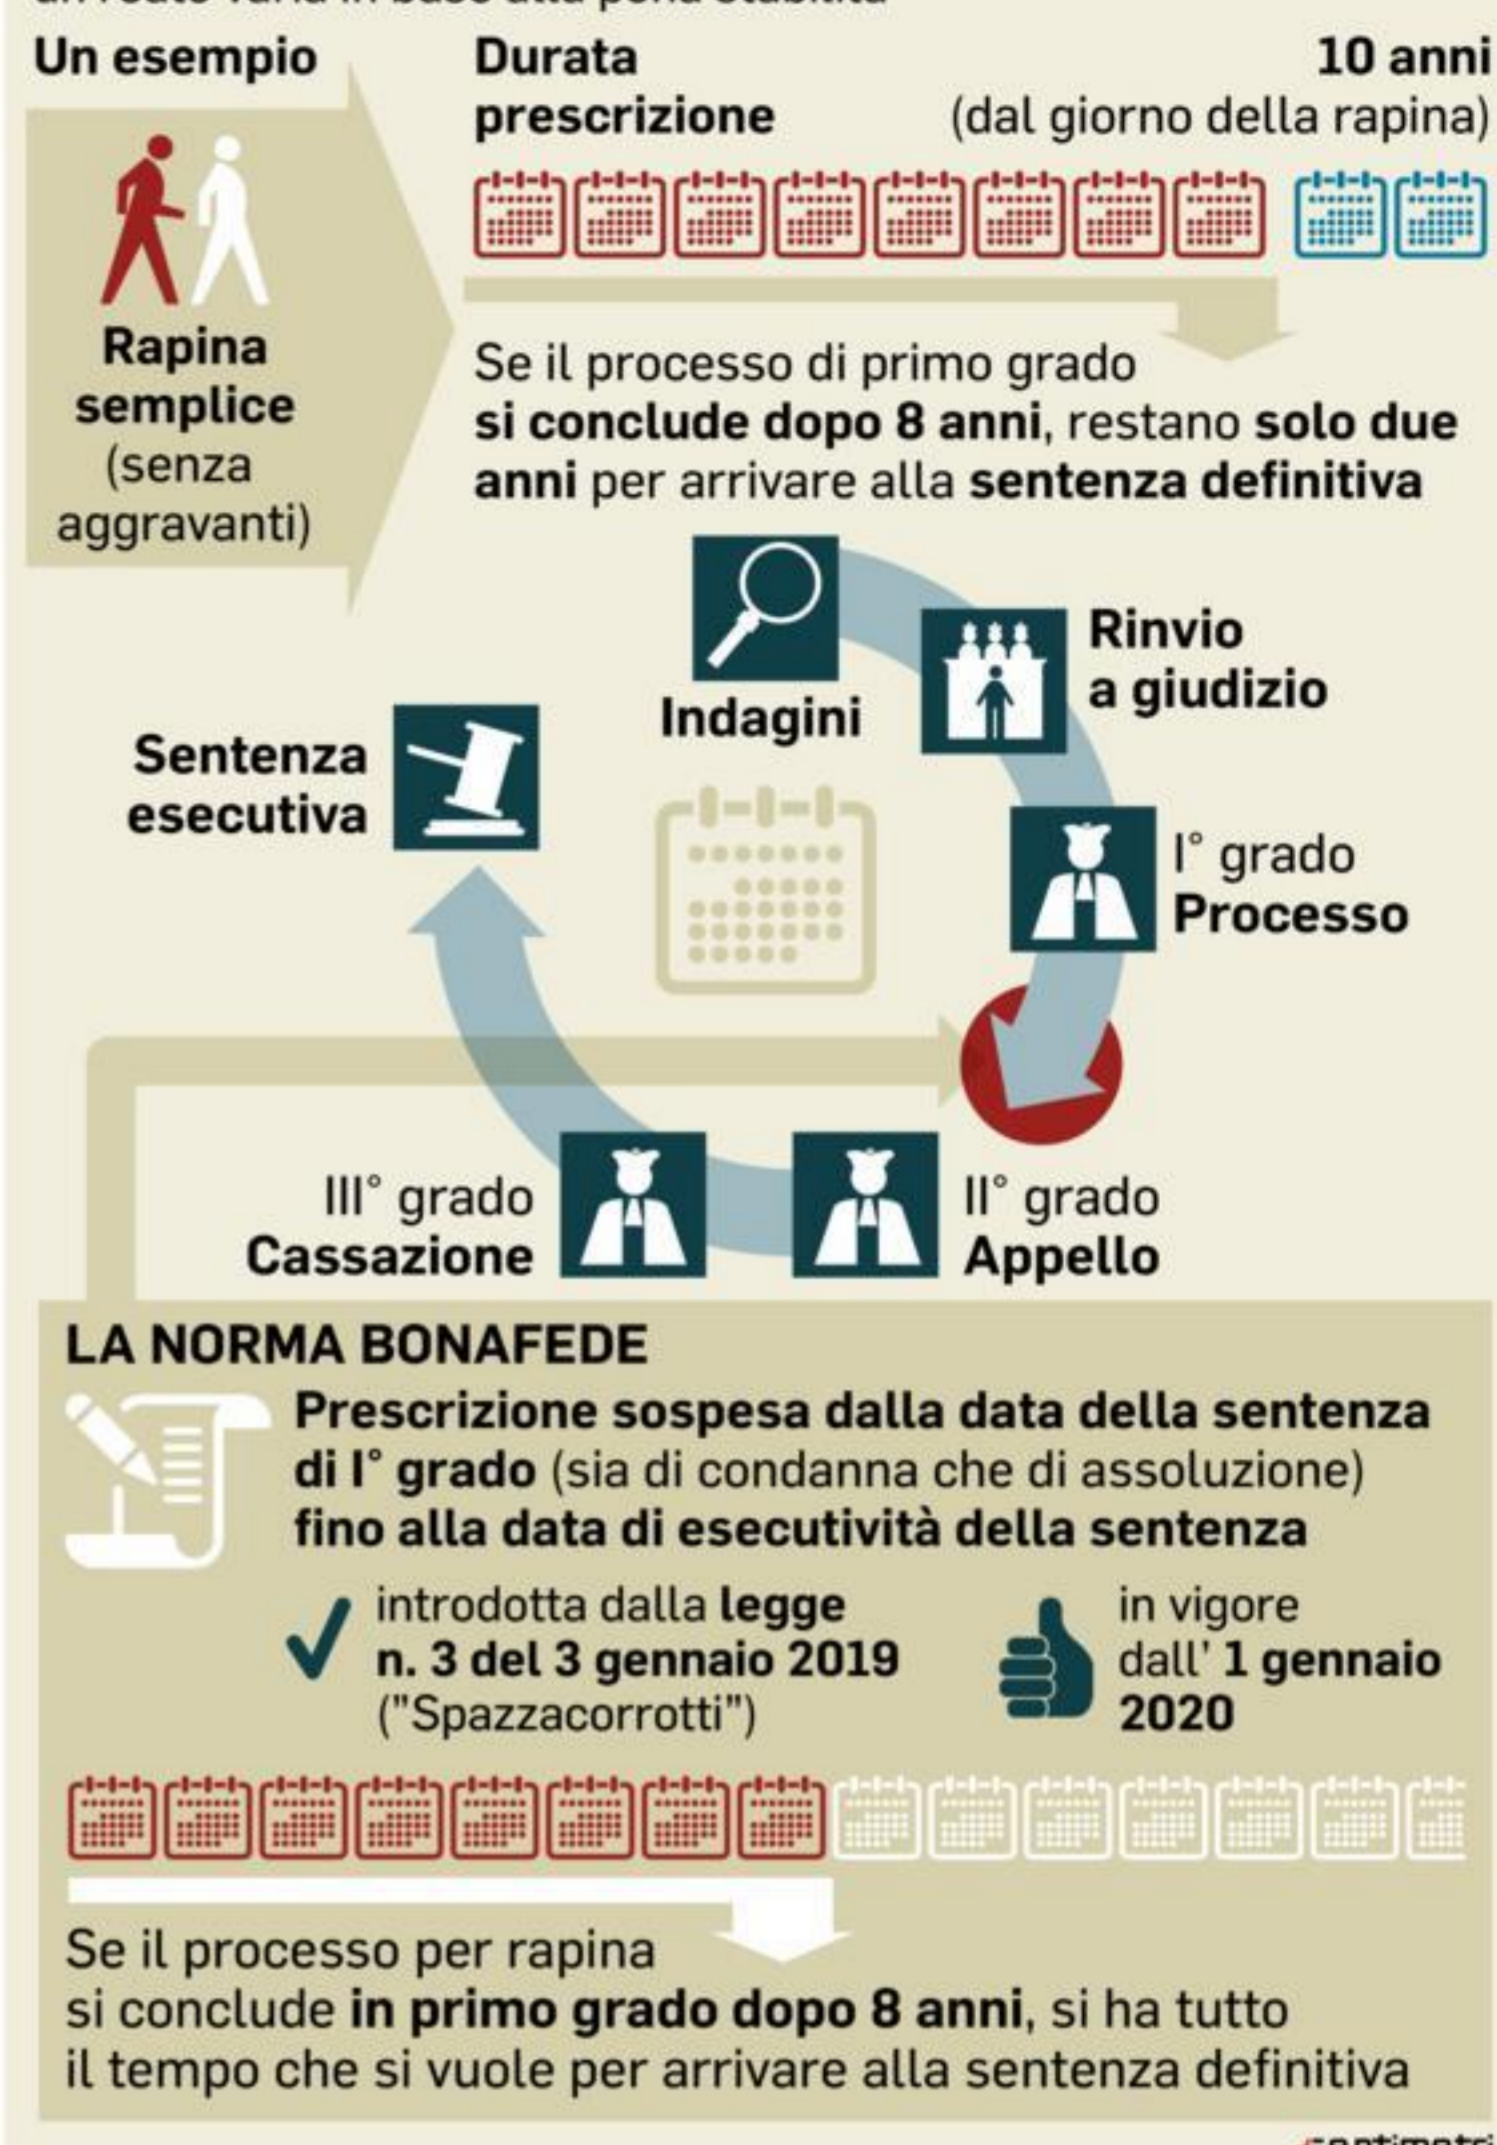 Un esempio
Rapina
semplice
(senza
aggravanti)
Durata
prescrizione
10 anni
(dal giorno della rapina)
Se il processo di primo grado
si conclude dopo 8 anni, restano solo due
anni per arrivare alla sentenza definitiva
Indagini
Rinvio
a giudizio
I° grado
Processo
II° grado
Appello
III° grado
Cassazione
Sentenza
esecutiva
LA NORMA BONAFEDE
Prescrizione sospesa dalla data della sentenza
di I° grado (sia di condanna che di assoluzione)
fino alla data di esecutività della sentenza
introdotta dalla legge
n. 3 del 3 gennaio 2019
("Spazzacorrotti")
in vigore
dall' 1 gennaio
2020
Se il processo per rapina
si conclude in primo grado dopo 8 anni, si ha tutto
il tempo che si vuole per arrivare alla sentenza definitiva